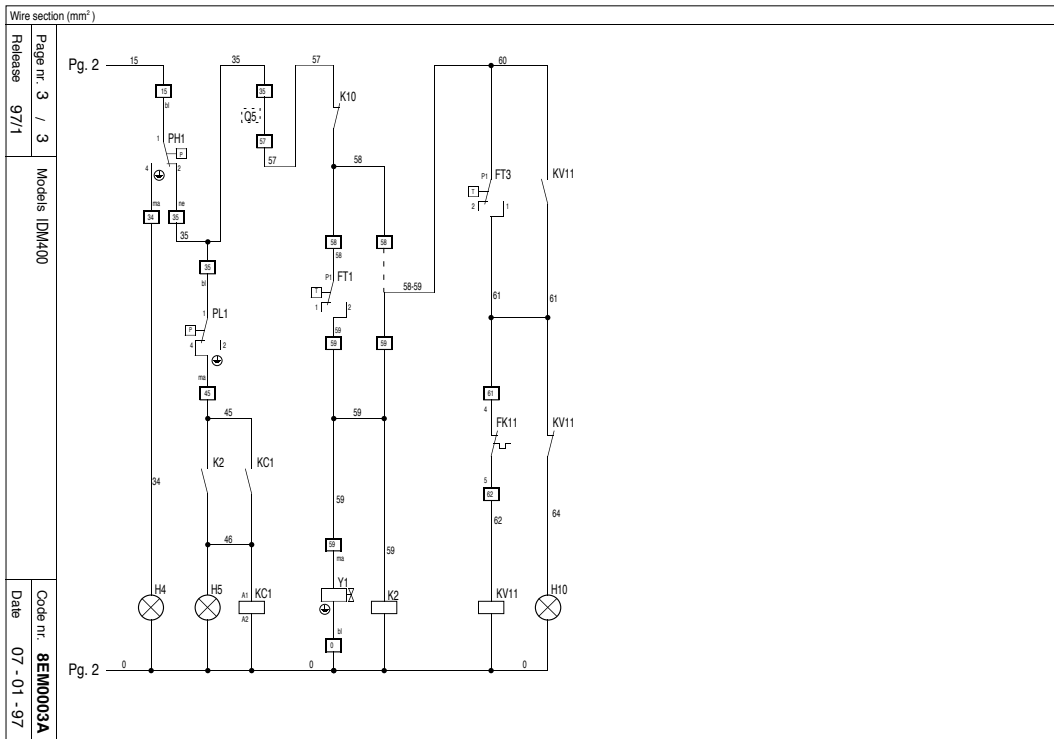 Wire section (mm²)
Page nr. 3 / 3
Release 97/1
Models IDM400
Code nr. 8EM0003A
Date 07 - 01 - 97
Pg. 2
15
35
57
60
15
bl
35
Q5
57
57
K10
58
PH1
1
P
4
2
ma
ne
34
35
35
35
bl
PL1
1
P
4
2
ma
45
45
58
58
58
P1
FT1
T
1
2
59
59
59
58-59
P1
FT3
T
2
1
KV11
61
61
61
4
FK11
KV11
5
62
62
64
59
K2
KC1
34
46
59
59
59
ma
H4
H5
A1
KC1
A2
Y1
K2
KV11
H10
bl
0
Pg. 2
0
0
0